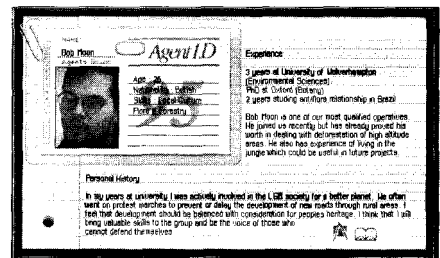 NAME
Bob Moon
Agents Group
Agent I.D
Age 26
Nationality British
Skills Local Culture
Flora & Forestry
Experience
3 years at University of Wolverhampton
(Environmental Sciences).
PhD at Oxford (Botany)
2 years studing ant/flora relationship in Brazil
Bob Moon is one of our most qualified operatives.
He joined us recently but has already proved his
worth in dealing with deforestation of high altitude
areas. He also has experience of living in the
jungle which could be useful in future projects.
Personal History
In my years at university I was actively involved in the LGB society for a better planet. We often
went on protest marches to prevent or delay the development of new roads through rural areas. I
feel that development should be balanced with consideration for peoples heritage. I think that I will
bring valuable skills to the group and be the voice of those who
cannot defend themselves